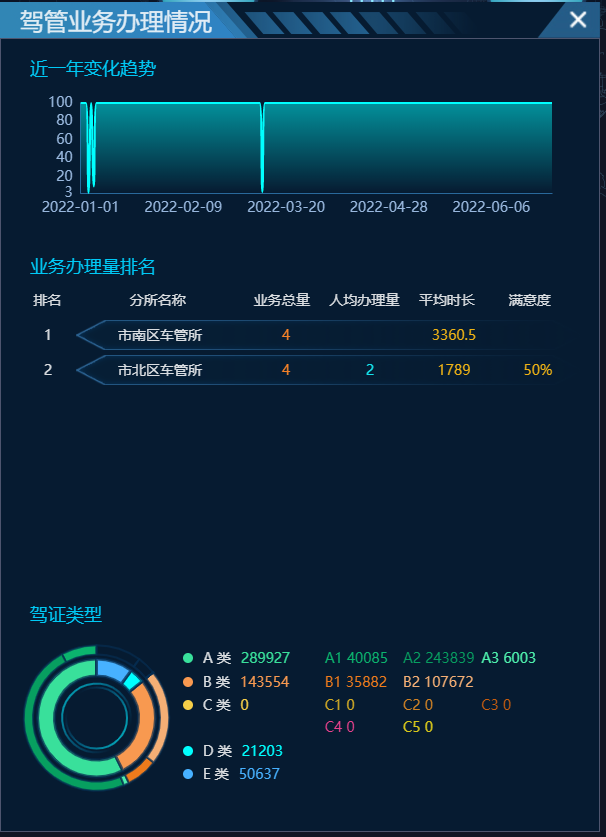 驾管业务办理情况
近一年变化趋势
100
80
60
40
20
3
2022-01-01 2022-02-09 2022-03-20 2022-04-28 2022-06-06
业务办理量排名
排名 分所名称 业务总量 人均办理量 平均时长 满意度
1 市南区车管所 4 3360.5
2 市北区车管所 4 2 1789 50%
驾证类型
A 类 289927 A1 40085 A2 243839 A3 6003
B 类 143554 B1 35882 B2 107672
C 类 0 C1 0 C2 0 C3 0
C4 0 C5 0
D 类 21203
E 类 50637